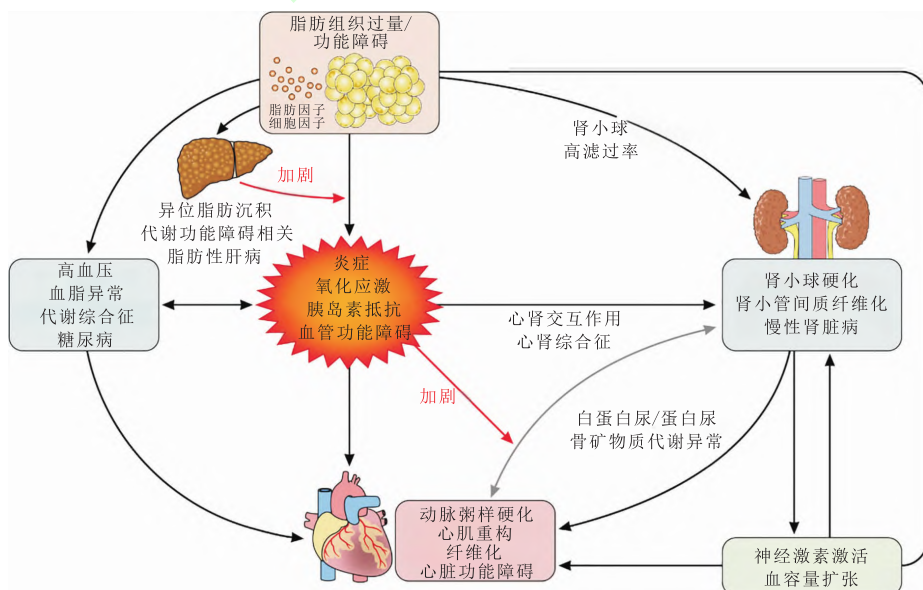 脂肪组织过量/
功能障碍
脂肪因子
细胞因子
肾小球
高滤过率
加剧
异位脂肪沉积
代谢功能障碍相关
脂肪性肝病
高血压
血脂异常
代谢综合征
糖尿病
炎症
氧化应激
胰岛素抵抗
血管功能障碍
心肾交互作用
心肾综合征
肾小球硬化
肾小管间质纤维化
慢性肾脏病
加剧
白蛋白尿/蛋白尿
骨矿物质代谢异常
动脉粥样硬化
心肌重构
纤维化
心脏功能障碍
神经激素激活
血容量扩张